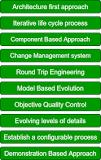 Architecture first approach
Iterative life cycle process
Component Based Approach
Change Management system
Round Trip Engineering
Model Based Evolution
Objective Quality Control
Evolving levels of details
Establish a configurable process
Demonstration Based Approach